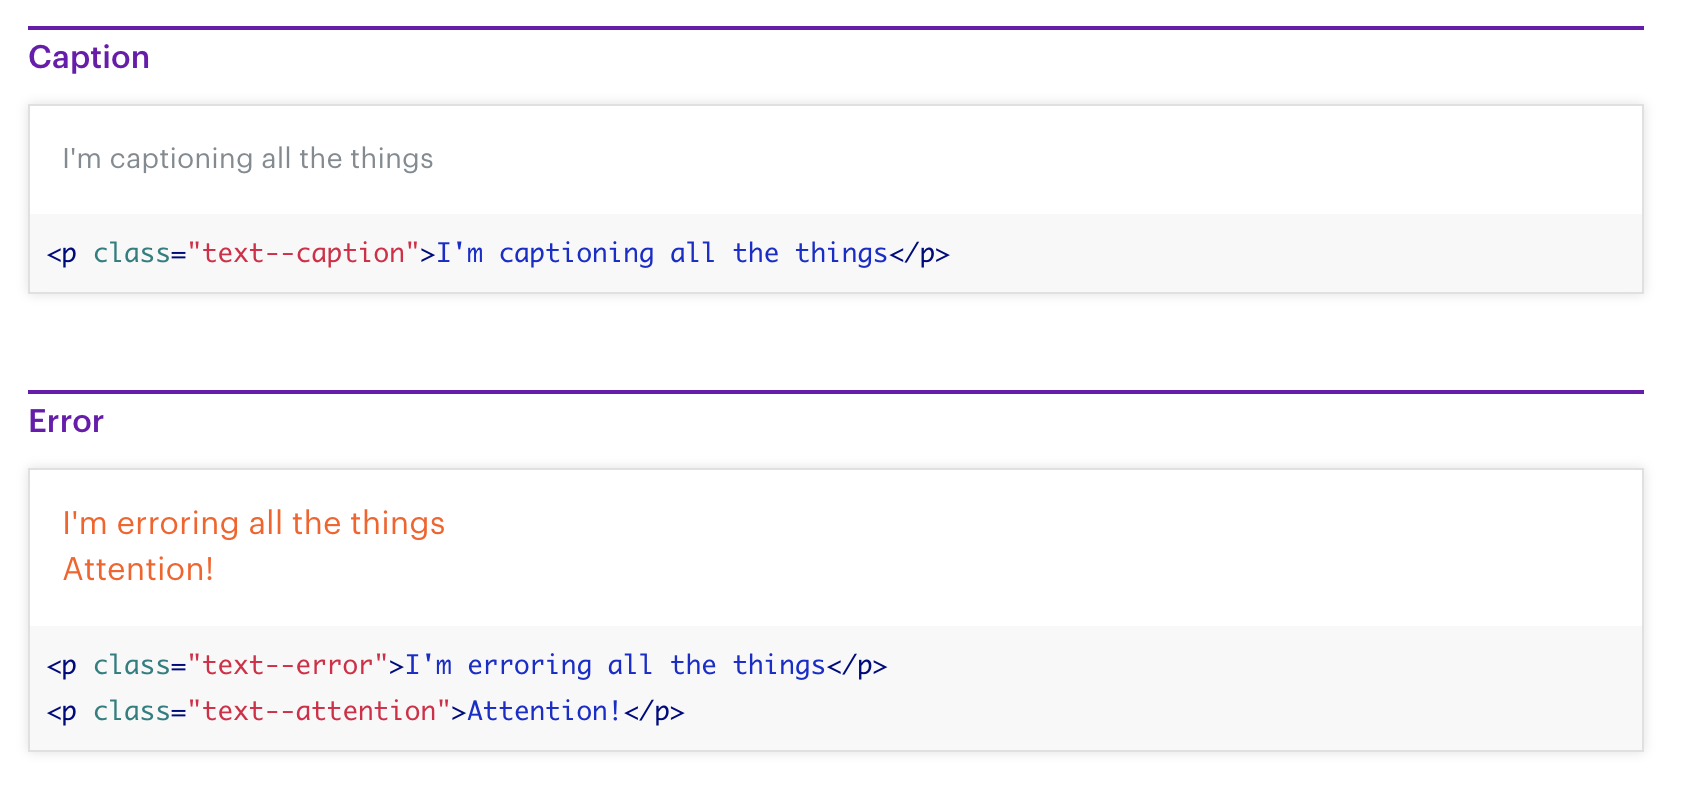 Caption
I'm captioning all the things
<p class="text--caption">I'm captioning all the things</p>
Error
I'm erroring all the things
Attention!
<p class="text--error">I'm erroring all the things</p>
<p class="text--attention">Attention!</p>